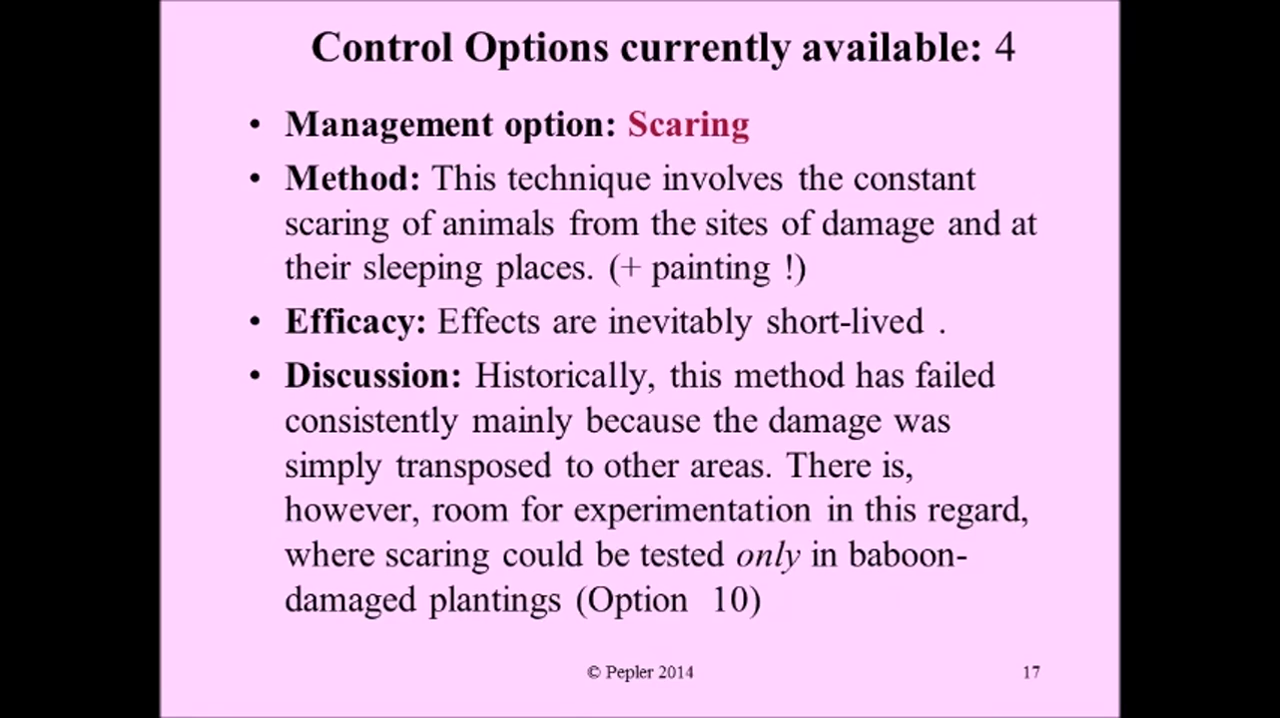 Control Options currently available: 4
• Management option: Scaring
• Method: This technique involves the constant
scaring of animals from the sites of damage and at
their sleeping places. (+ painting !)
• Efficacy: Effects are inevitably short-lived .
• Discussion: Historically, this method has failed
consistently mainly because the damage was
simply transposed to other areas. There is,
however, room for experimentation in this regard,
where scaring could be tested only in baboon-
damaged plantings (Option 10)
© Pepler 2014
17